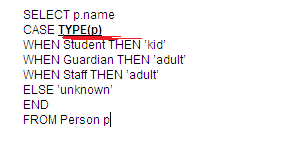 SELECT p.name
CASE TYPE(p)
WHEN Student THEN 'kid'
WHEN Guardian THEN 'adult'
WHEN Staff THEN 'adult'
ELSE 'unknown'
END
FROM Person p